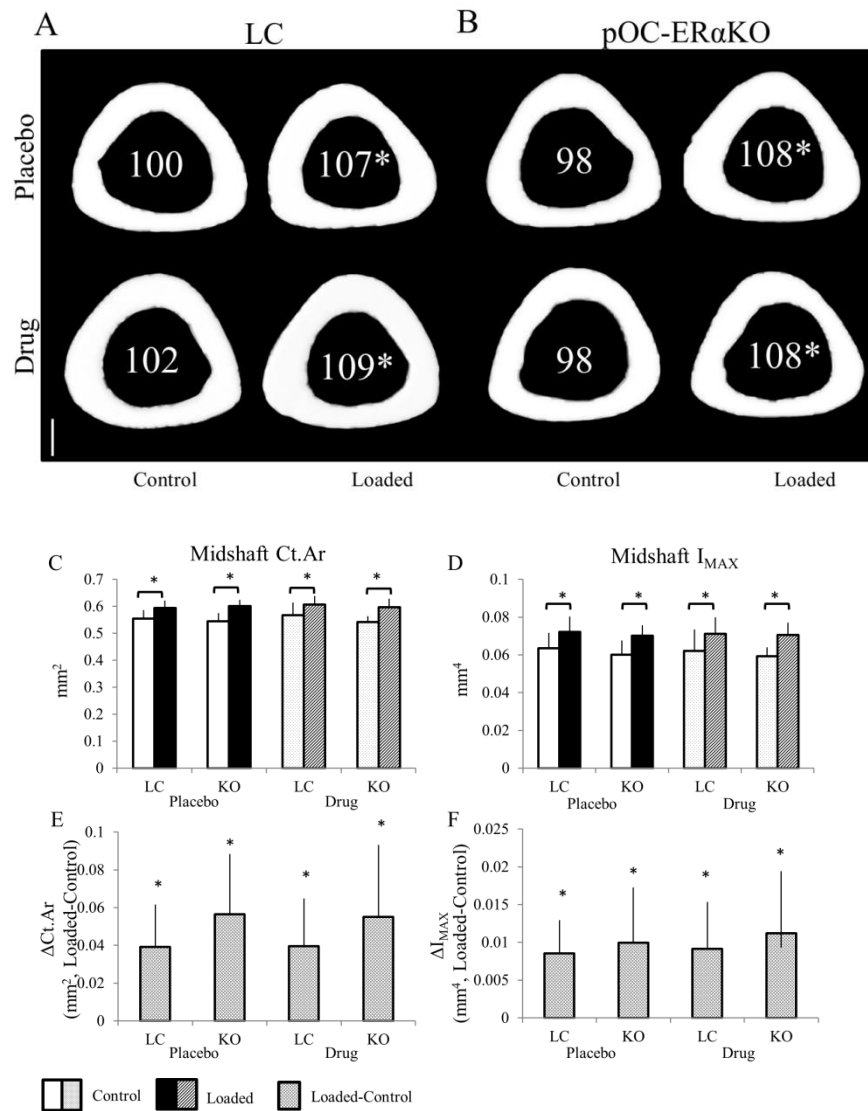 A
LC
B
pOC-ERαKO
Placebo
100
107*
98
108*
Drug
102
109*
98
108*
Control
Loaded
Control
Loaded
C
Midshaft Ct.Ar
mm²
0.7
0.6
0.5
0.4
0.3
0.2
0.1
0
*
*
*
*
LC
KO
LC
KO
Placebo
Drug
D
Midshaft I_MAX
mm⁴
0.1
0.08
0.06
0.04
0.02
0
*
*
*
*
LC
KO
LC
KO
Placebo
Drug
E
ΔCt.Ar
(mm², Loaded-Control)
0.1
0.08
0.06
0.04
0.02
0
*
*
*
*
LC
KO
LC
KO
Placebo
Drug
F
ΔI_MAX
(mm⁴, Loaded-Control)
0.025
0.02
0.015
0.01
0.005
0
*
*
*
*
LC
KO
LC
KO
Placebo
Drug
Control
Loaded
Loaded-Control